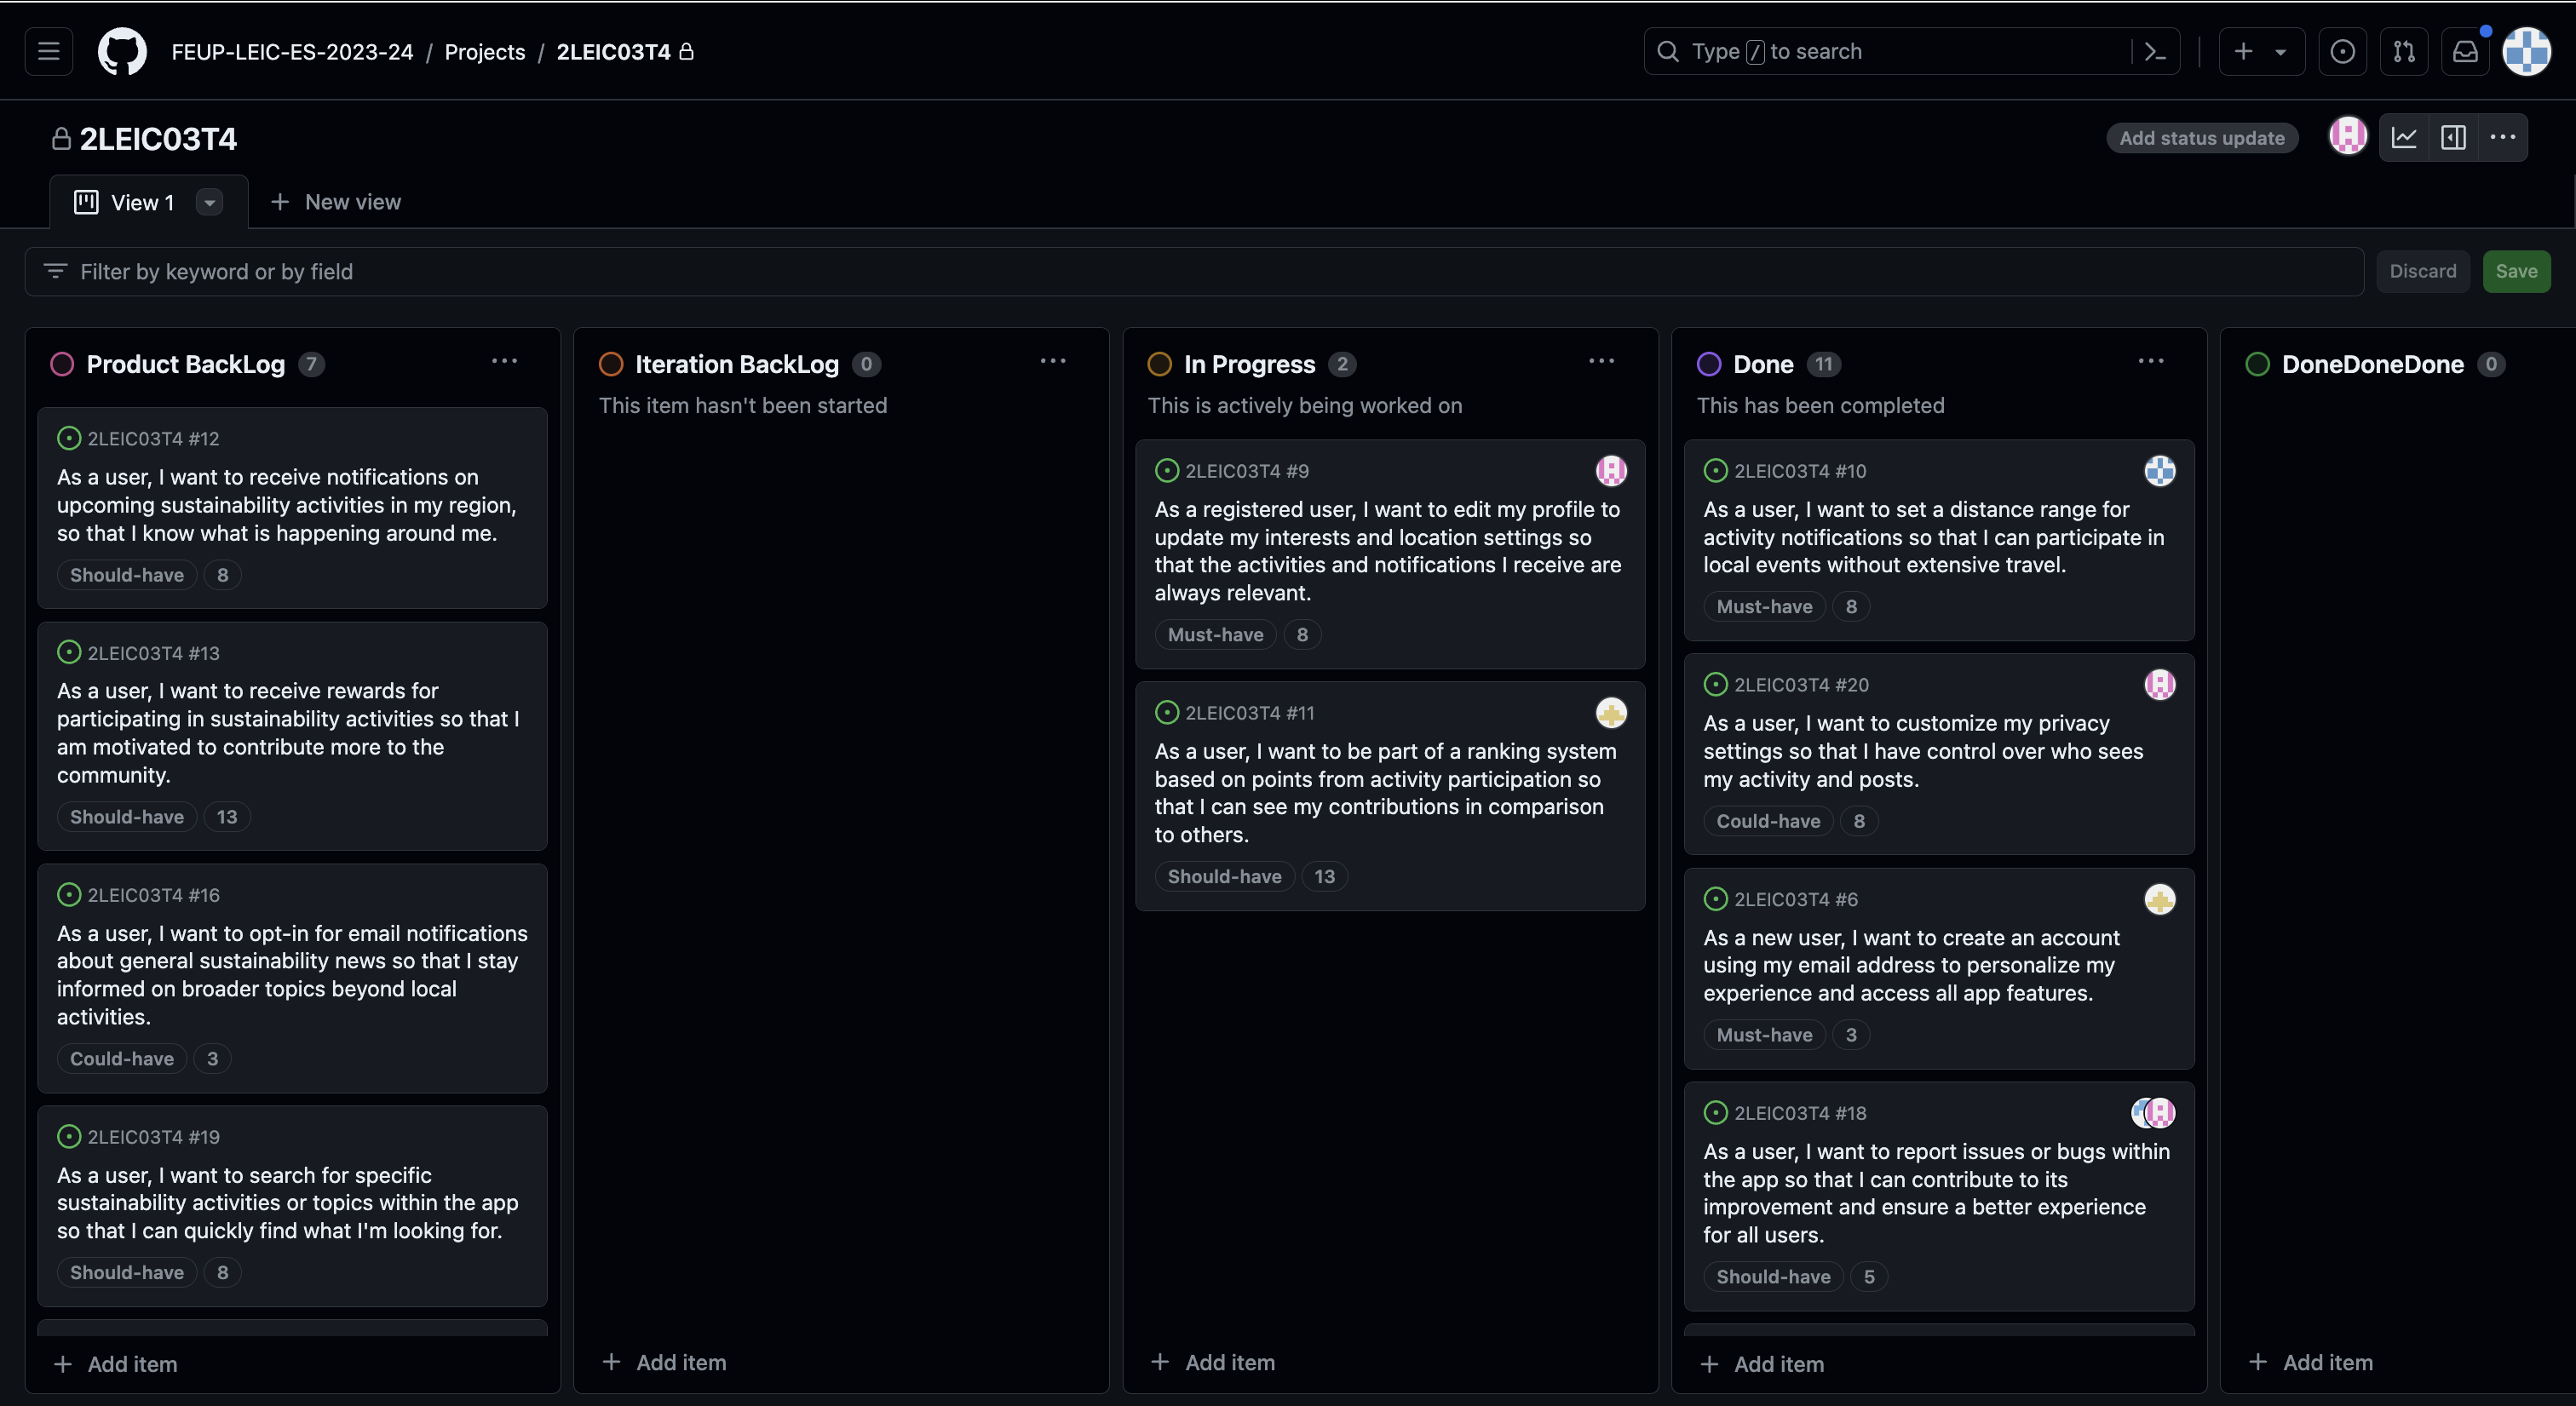 FEUP-LEIC-ES-2023-24 / Projects / 2LEIC03T4
Type / to search
2LEIC03T4
Add status update
View 1
New view
Filter by keyword or by field
Discard
Save
Product BackLog 7
2LEIC03T4 #12
As a user, I want to receive notifications on
upcoming sustainability activities in my region,
so that I know what is happening around me.
Should-have 8
2LEIC03T4 #13
As a user, I want to receive rewards for
participating in sustainability activities so that I
am motivated to contribute more to the
community.
Should-have 13
2LEIC03T4 #16
As a user, I want to opt-in for email notifications
about general sustainability news so that I stay
informed on broader topics beyond local
activities.
Could-have 3
2LEIC03T4 #19
As a user, I want to search for specific
sustainability activities or topics within the app
so that I can quickly find what I'm looking for.
Should-have 8
+ Add item
Iteration BackLog 0
This item hasn't been started
+ Add item
In Progress 2
This is actively being worked on
2LEIC03T4 #9
As a registered user, I want to edit my profile to
update my interests and location settings so
that the activities and notifications I receive are
always relevant.
Must-have 8
2LEIC03T4 #11
As a user, I want to be part of a ranking system
based on points from activity participation so
that I can see my contributions in comparison
to others.
Should-have 13
+ Add item
Done 11
This has been completed
2LEIC03T4 #10
As a user, I want to set a distance range for
activity notifications so that I can participate in
local events without extensive travel.
Must-have 8
2LEIC03T4 #20
As a user, I want to customize my privacy
settings so that I have control over who sees
my activity and posts.
Could-have 8
2LEIC03T4 #6
As a new user, I want to create an account
using my email address to personalize my
experience and access all app features.
Must-have 3
2LEIC03T4 #18
As a user, I want to report issues or bugs within
the app so that I can contribute to its
improvement and ensure a better experience
for all users.
Should-have 5
+ Add item
DoneDoneDone 0
+ Add item